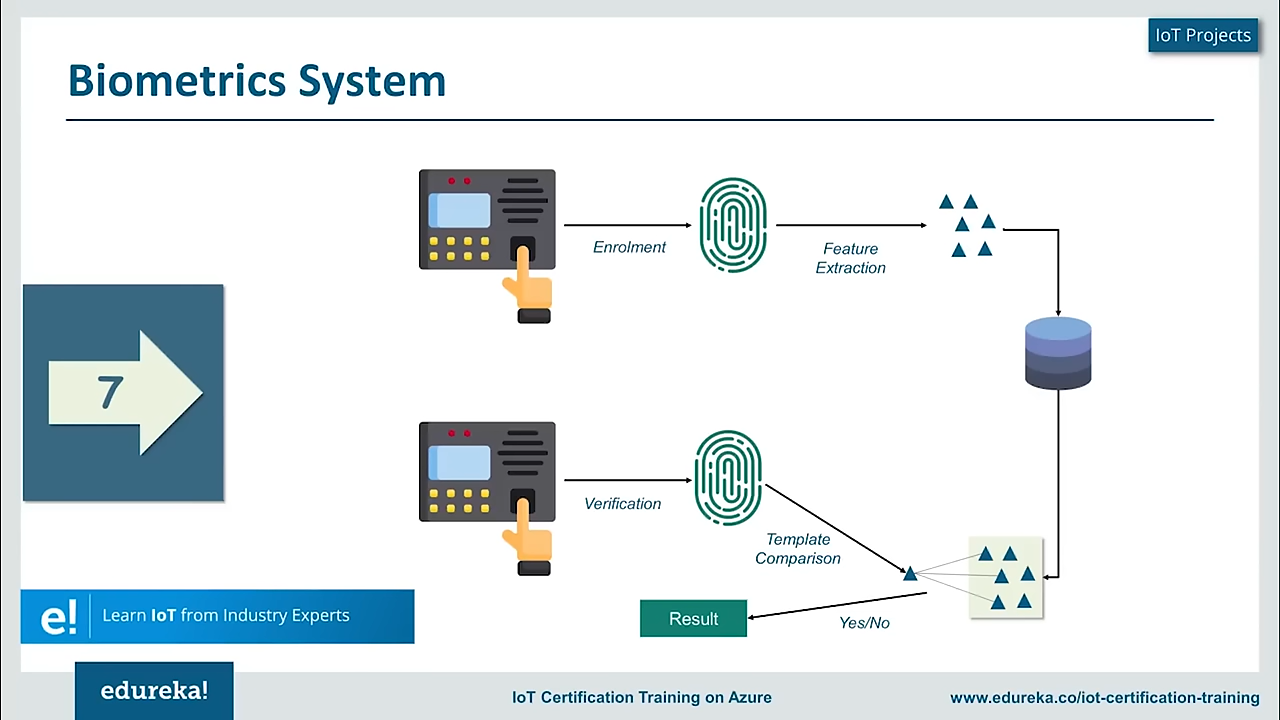 IoT Projects
Biometrics System
Enrolment
Feature
Extraction
7
Verification
Template
Comparison
Yes/No
Result
e! Learn IoT from Industry Experts
edureka!
IoT Certification Training on Azure
www.edureka.co/iot-certification-training